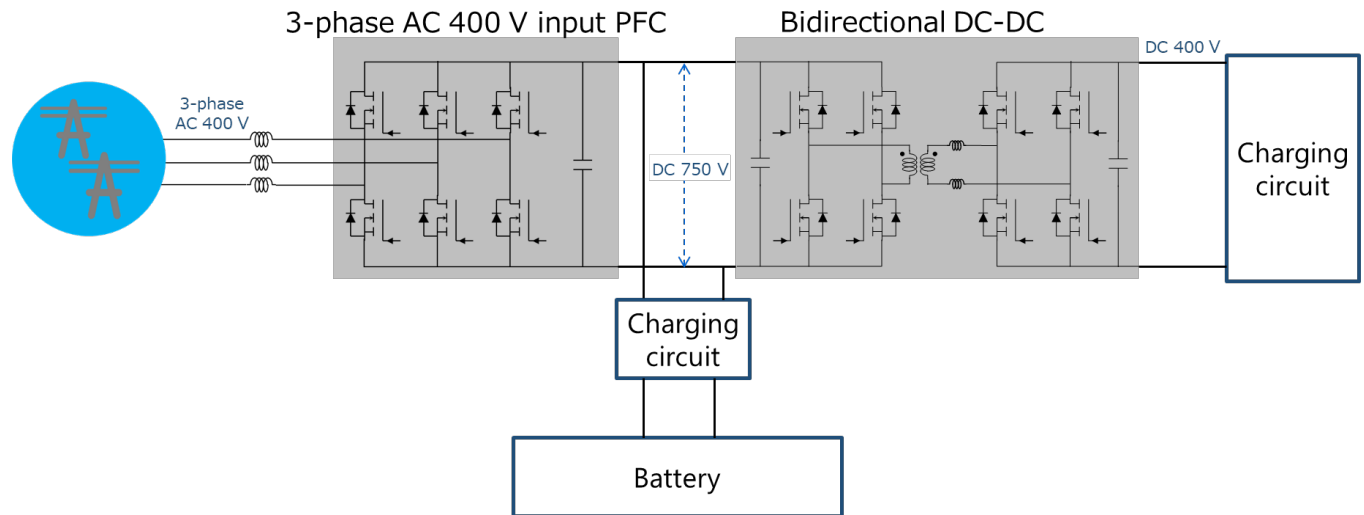 3-phase AC 400 V input PFC
Bidirectional DC-DC
3-phase
AC 400 V
DC 750 V
DC 400 V
Charging
circuit
Charging
circuit
Battery